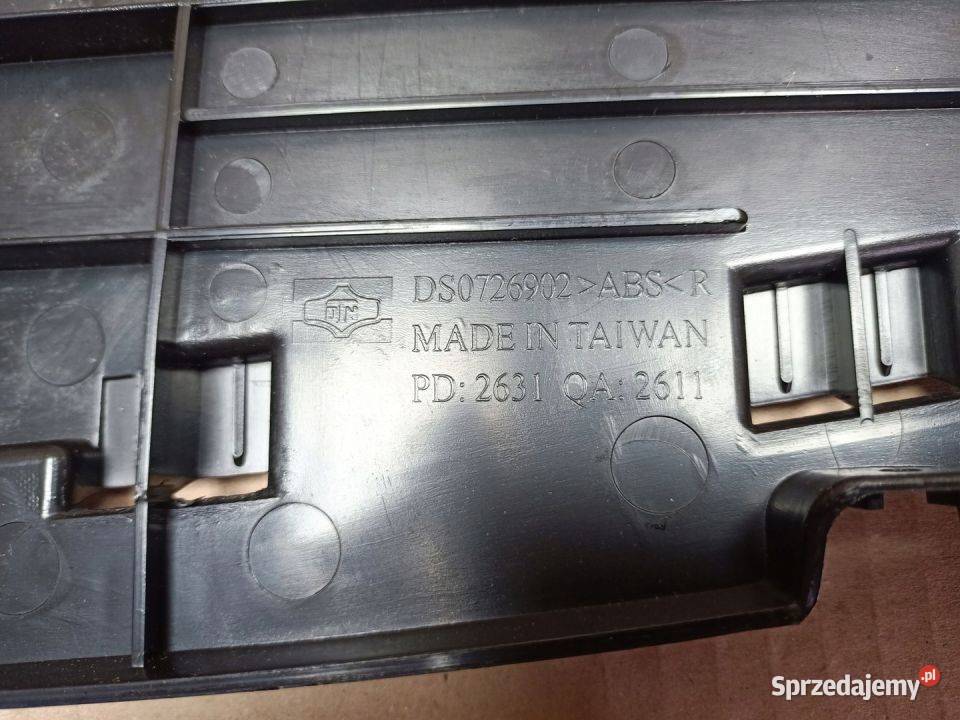 DS0726902 >ABS< R
MADE IN TAIWAN
PD: 2631 QA: 2611
Sprzedajemy.pl